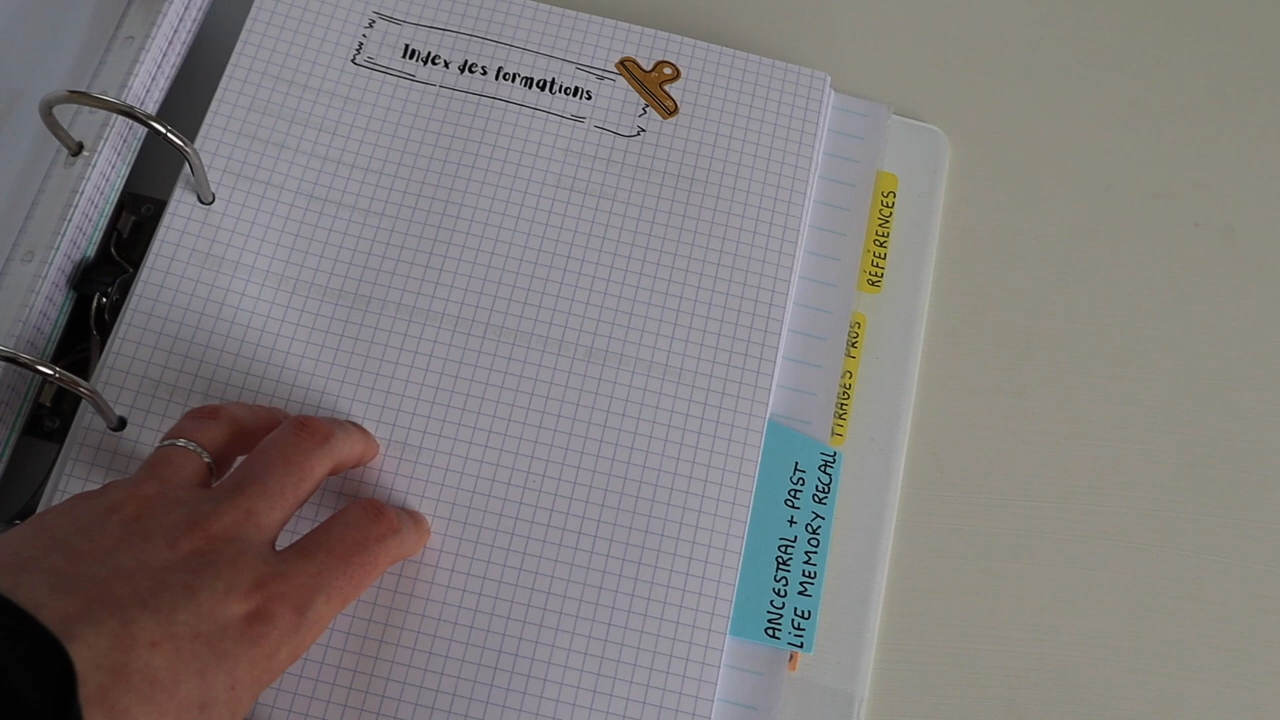 Index des formations
RÉFÉRENCES
TIRAGES PROS
ANCESTRAL + PAST
LiFE MEMORY RECALL